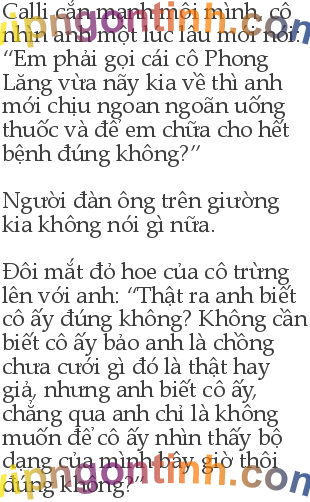 Calli cắn mạnh môi mình, cô
nhìn anh một lúc lâu mới nói:
“Em phải gọi cái cô Phong
Lăng vừa nãy kia về thì anh
mới chịu ngoan ngoãn uống
thuốc và để em chữa cho hết
bệnh đúng không?”
Người đàn ông trên giường
kia không nói gì nữa.
Đôi mắt đỏ hoe của cô trừng
lên với anh: “Thật ra anh biết
cô ấy đúng không? Không cần
biết cô ấy bảo anh là chồng
chưa cưới gì đó là thật hay
giả, nhưng anh biết cô ấy,
chẳng qua anh chỉ là không
muốn để cô ấy nhìn thấy bộ
dạng của mình bây giờ thôi
đúng không?”
vipngontinh.com
vipngontinh.com